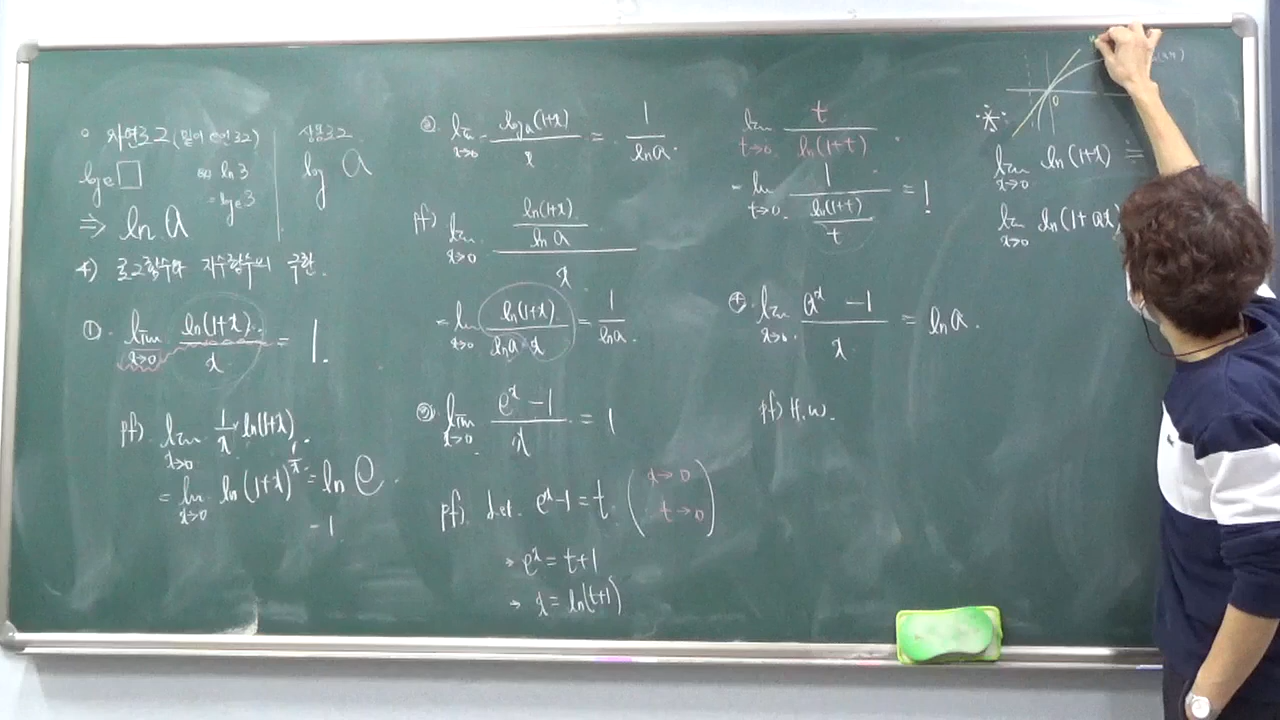 ◦ 자연로그 (밑이 e인 로그)
상용로그
log e □
ex) ln 3
= log e 3
log A
⇒ ln A
4) 로그함수와 지수함수의 극한.
① lim x→0 ln(1+x)/x = 1.
pf) lim x→0 1/x · ln(1+x).
= lim x→0 ln(1+x)^(1/x) = ln e.
= 1
② lim x→0 log a (1+x)/x = 1/ln a.
pf) lim x→0 (ln(1+x)/ln a)/x
= lim x→0 ln(1+x)/(ln a · x) = 1/ln a.
③ lim x→0 (e^x − 1)/x = 1
pf) let. e^x − 1 = t. (x→0 t→0)
→ e^x = t+1
→ x = ln(t+1)
lim t→0 t/ln(1+t).
= lim t→0 1/(ln(1+t)/t) = 1
④ lim x→0 (a^x − 1)/x = ln a.
pf) H.W.
0
※
lim x→0 ln(1+x) ≒
lim x→0 ln(1+ax)